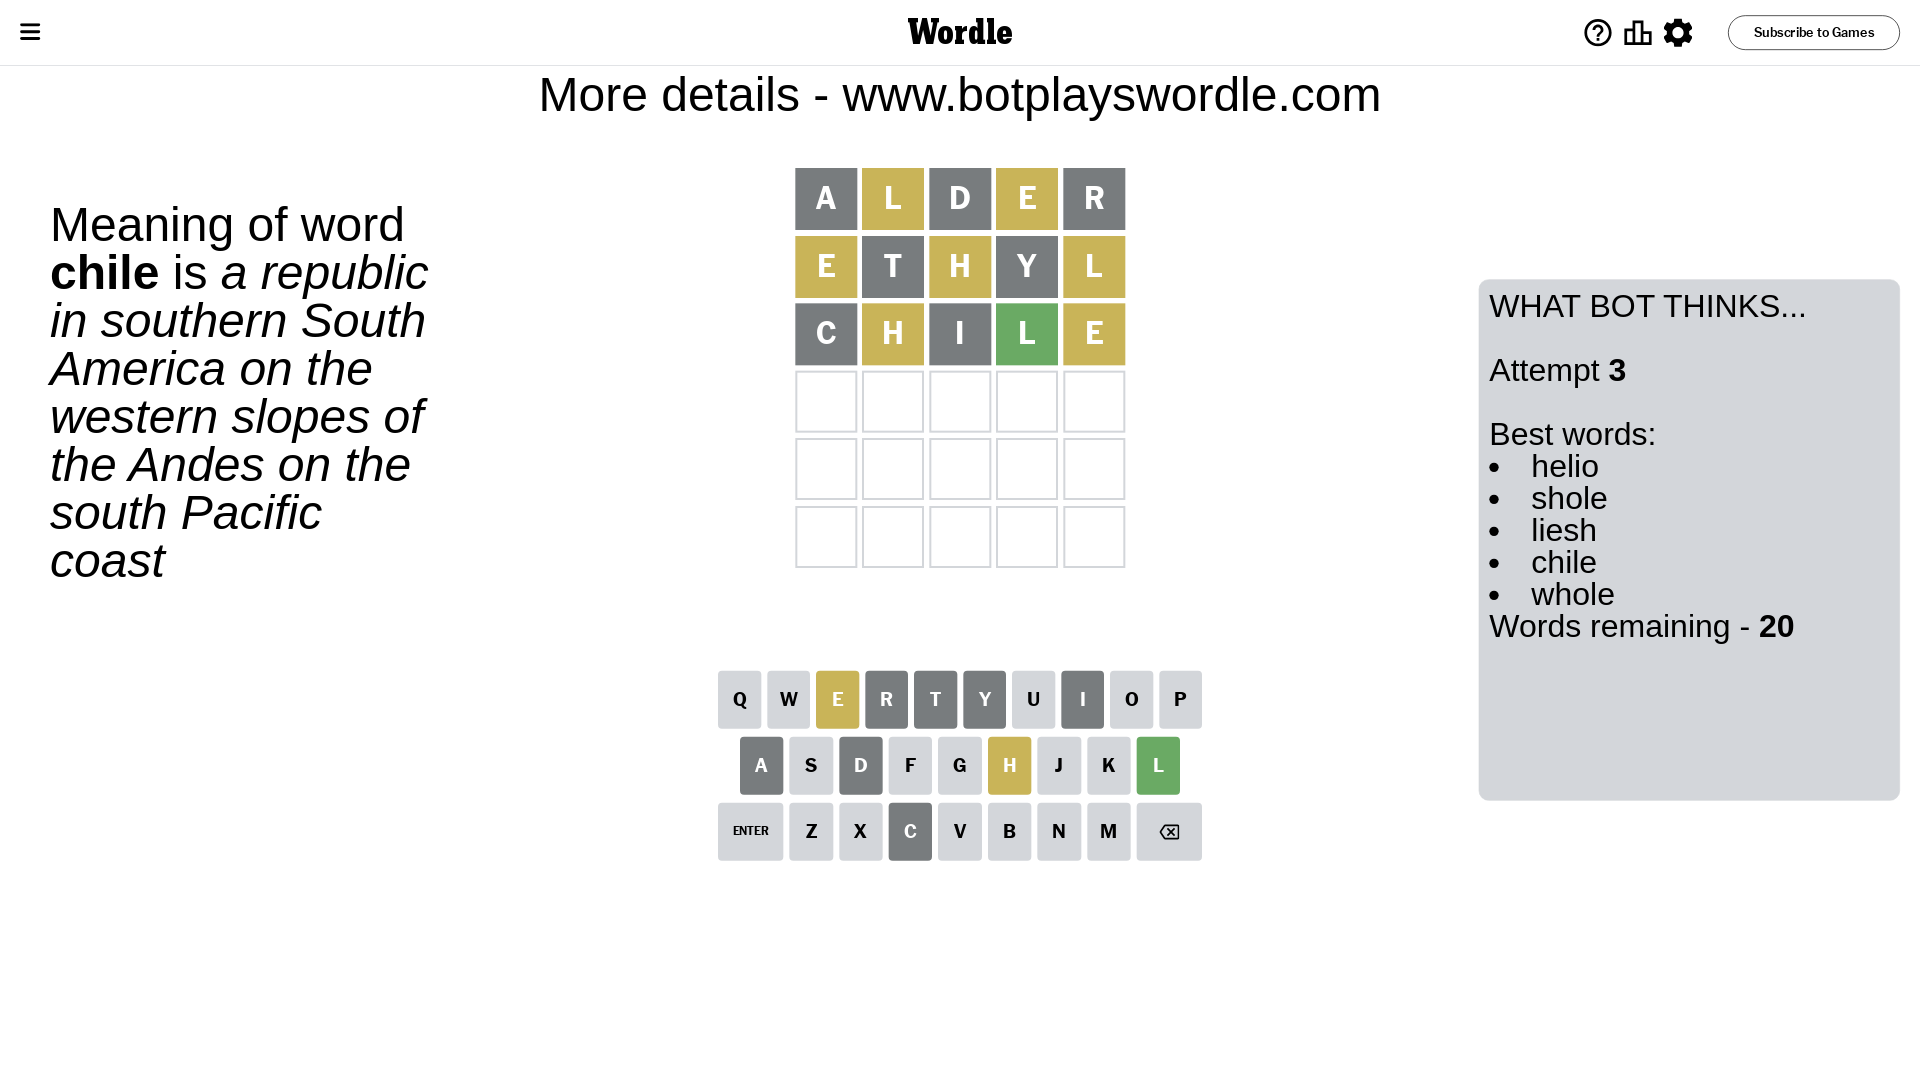 Wordle
Subscribe to Games
More details - www.botplayswordle.com
Meaning of word
chile is a republic
in southern South
America on the
western slopes of
the Andes on the
south Pacific
coast
A L D E R
E T H Y L
C H I L E
WHAT BOT THINKS...
Attempt 3
Best words:
• helio
• shole
• liesh
• chile
• whole
Words remaining - 20
Q W E R T Y U I O P
A S D F G H J K L
ENTER Z X C V B N M